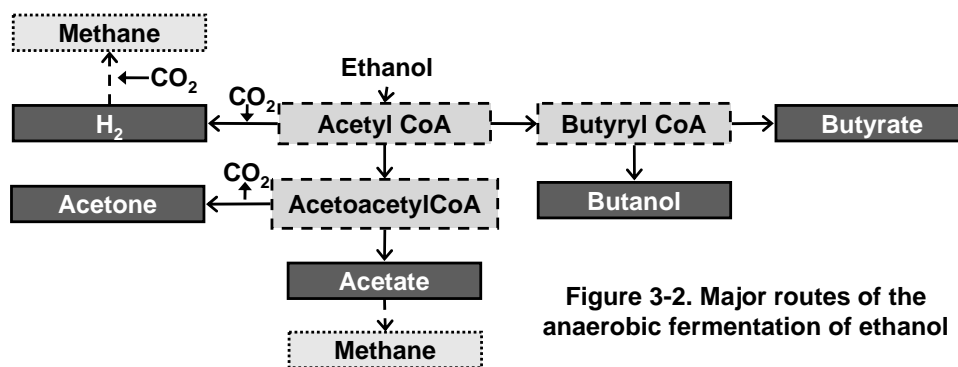 Methane
CO2
Ethanol
CO2
H2
Acetyl CoA
Butyryl CoA
Butyrate
CO2
Acetone
AcetoacetylCoA
Butanol
Acetate
Methane
Figure 3-2. Major routes of the
anaerobic fermentation of ethanol